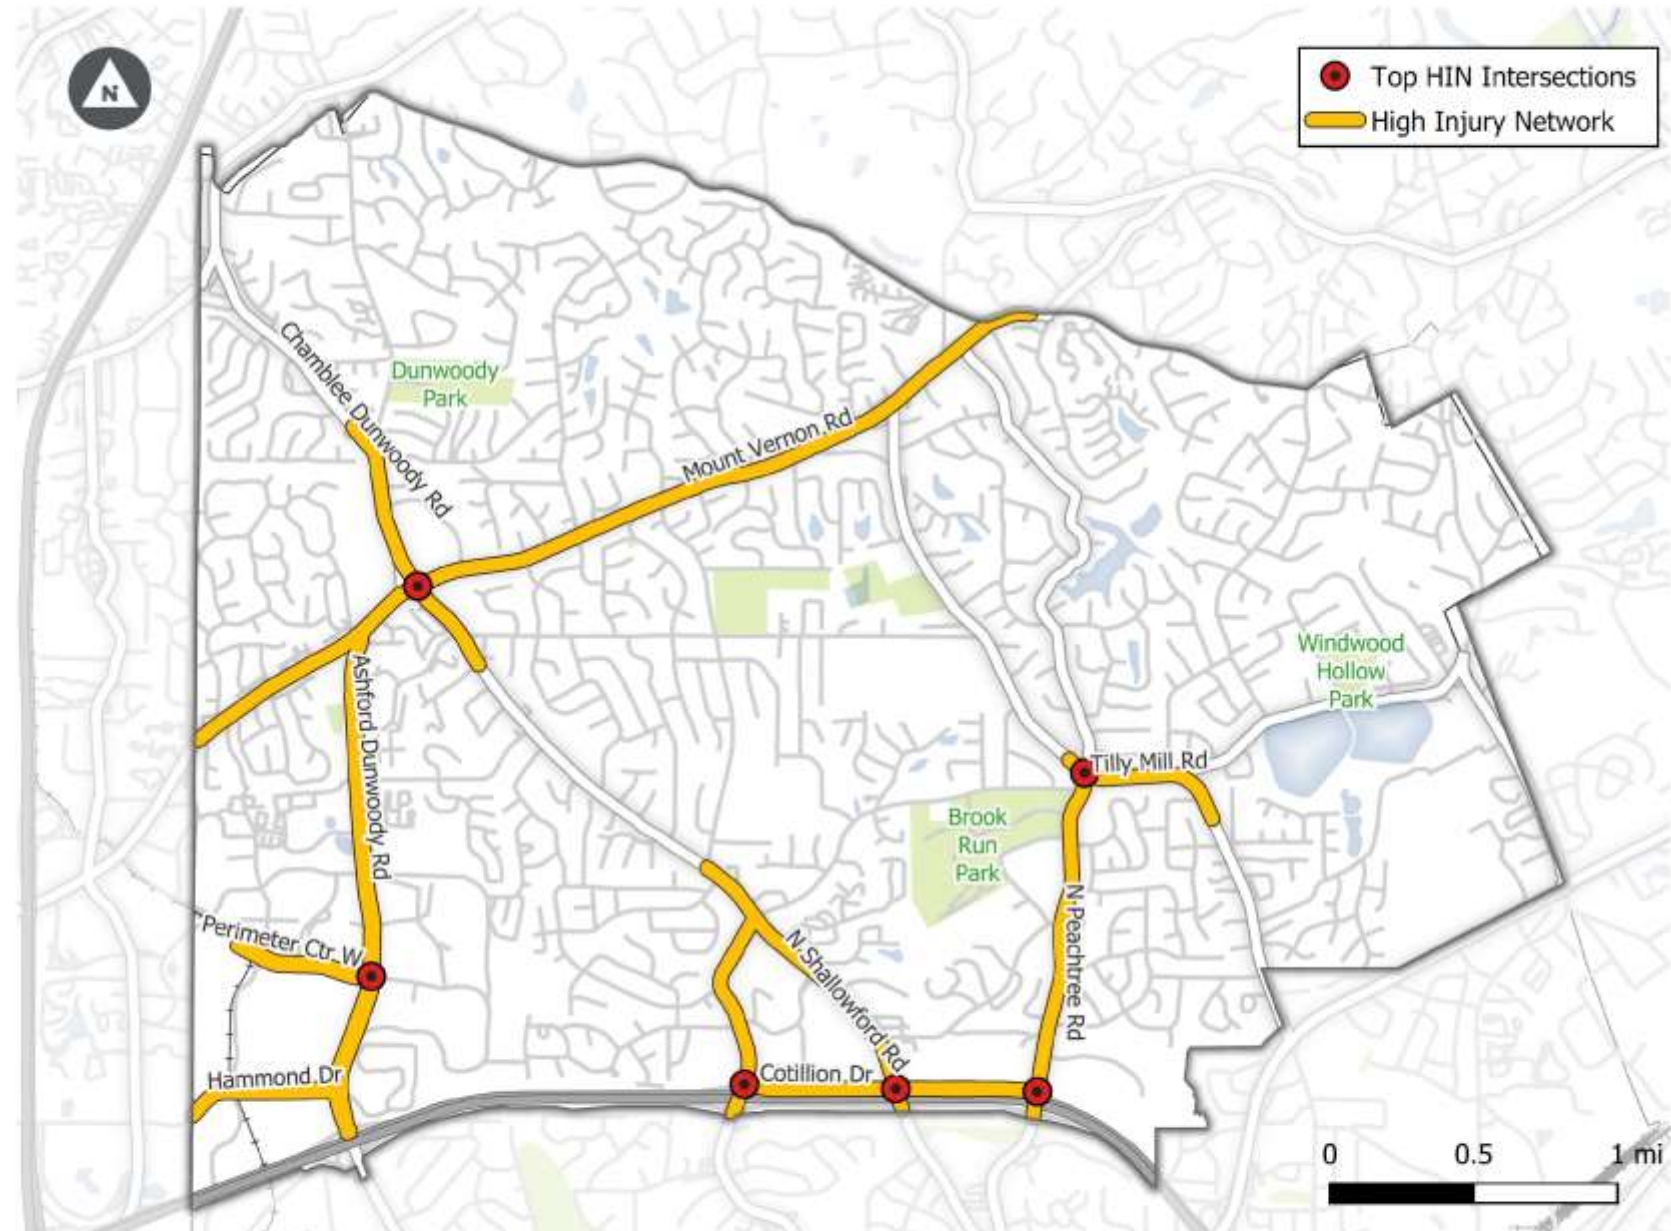 N
Top HIN Intersections
High Injury Network
Chamblee Dunwoody Rd
Dunwoody
Park
Mount Vernon Rd
Windwood
Hollow
Park
Ashford Dunwoody Rd
Tilly Mill Rd
Brook
Run
Park
N Peachtree Rd
Perimeter Ctr W
N Shallowford Rd
Hammond Dr
Cotillion Dr
0 0.5 1 mi